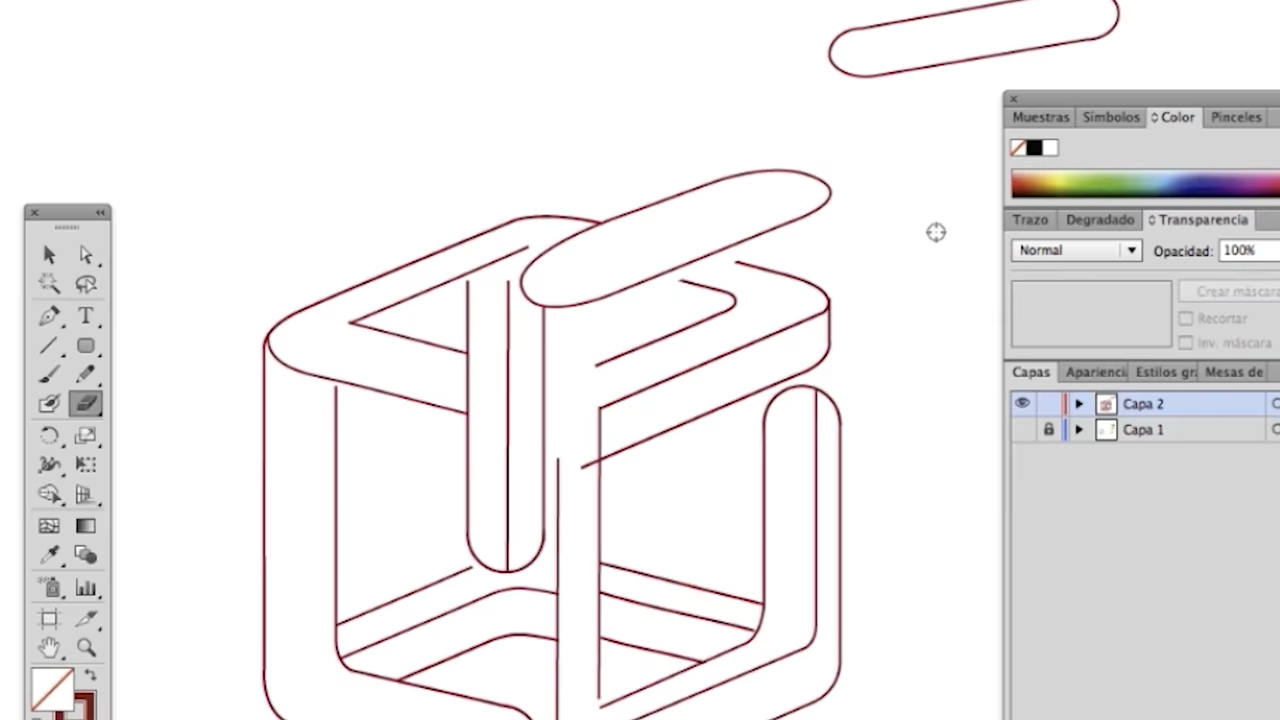 Muestras Símbolos Color Pinceles
Trazo Degradado Transparencia
Normal Opacidad: 100%
Crear máscara
Recortar
Inv. máscara
Capas Aparienci Estilos gr Mesas de
Capa 2
Capa 1
T